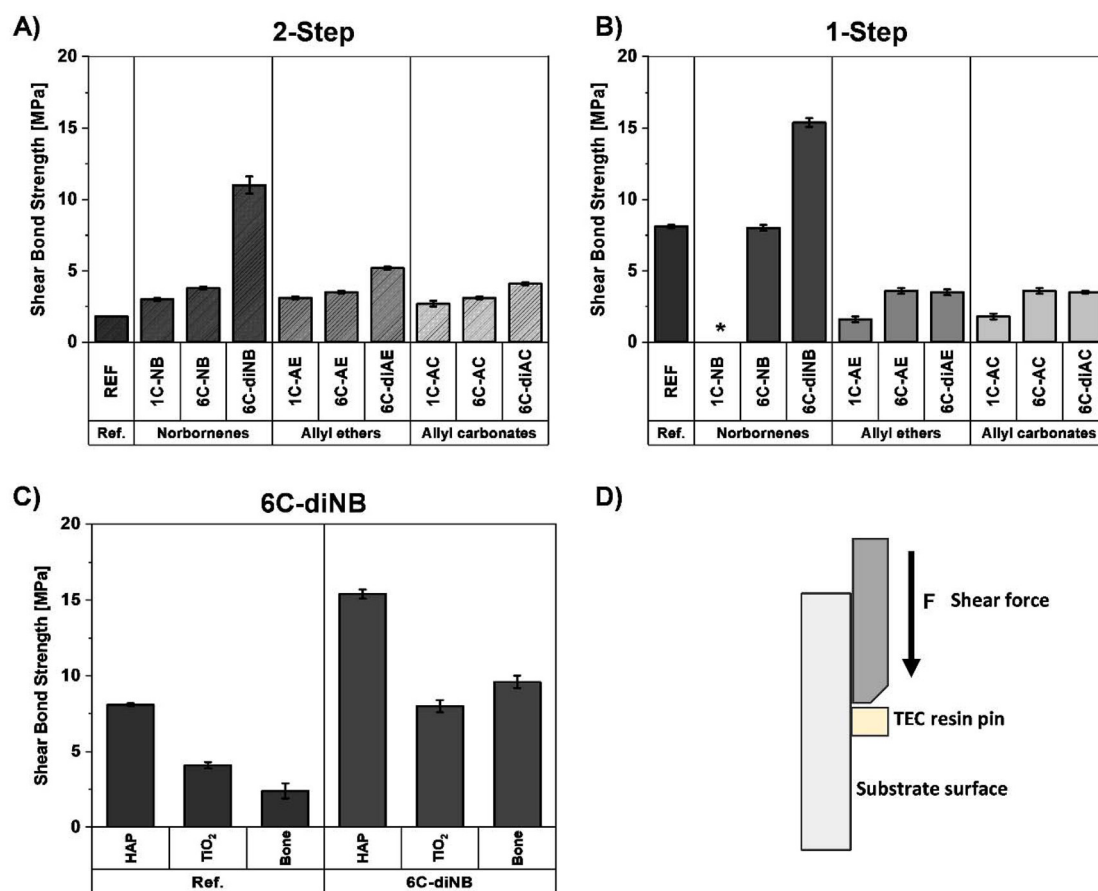 A)
2-Step
Shear Bond Strength [MPa]
20
15
10
5
0
REF
1C-NB
6C-NB
6C-diNB
1C-AE
6C-AE
6C-diAE
1C-AC
6C-AC
6C-diAC
Ref.
Norbornenes
Allyl ethers
Allyl carbonates
B)
1-Step
Shear Bond Strength [MPa]
20
15
10
5
0
*
REF
1C-NB
6C-NB
6C-diNB
1C-AE
6C-AE
6C-diAE
1C-AC
6C-AC
6C-diAC
Ref.
Norbornenes
Allyl ethers
Allyl carbonates
C)
6C-diNB
Shear Bond Strength [MPa]
20
15
10
5
0
HAP
TIO₂
Bone
HAP
TIO₂
Bone
Ref.
6C-diNB
D)
F Shear force
TEC resin pin
Substrate surface